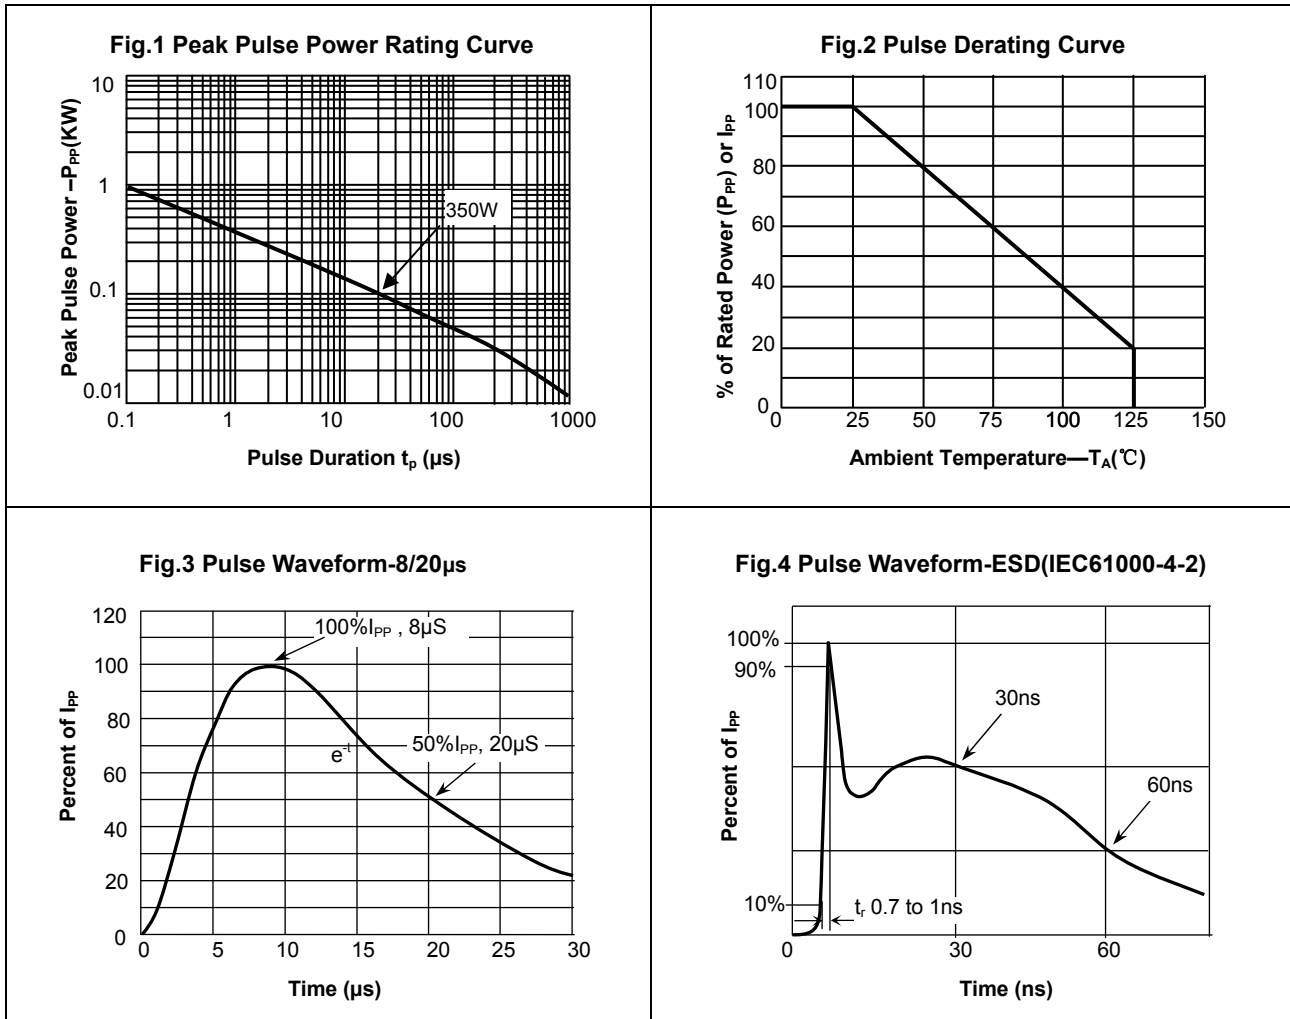 Fig.1 Peak Pulse Power Rating Curve
Peak Pulse Power –PPP(KW)
10
1
0.1
0.01
350W
0.1 1 10 100 1000
Pulse Duration tp (µs)
Fig.2 Pulse Derating Curve
% of Rated Power (PPP) or IPP
110
100
80
60
40
20
0
0 25 50 75 100 125 150
Ambient Temperature—TA(℃)
Fig.3 Pulse Waveform-8/20µs
Percent of IPP
120
100
80
60
40
20
0
100%IPP , 8µS
e-t
50%IPP, 20µS
0 5 10 15 20 25 30
Time (µs)
Fig.4 Pulse Waveform-ESD(IEC61000-4-2)
Percent of IPP
100%
90%
10%
30ns
60ns
tr 0.7 to 1ns
0 30 60
Time (ns)